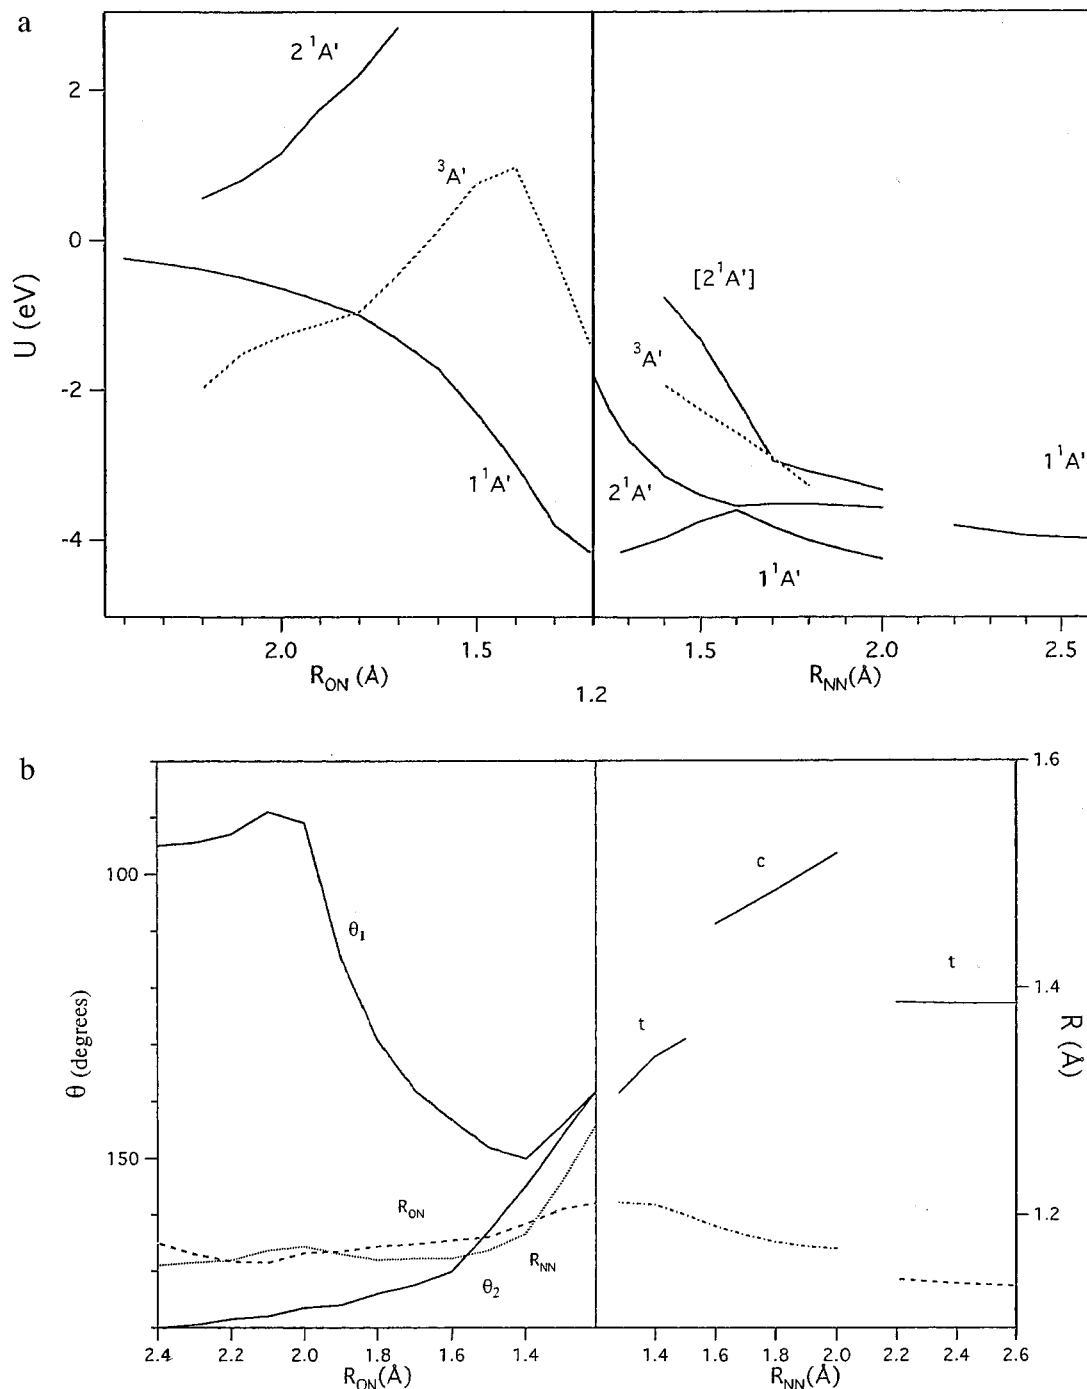 a
2 ¹A'
2
³A'
0
[2¹A']
U (eV)
³A'
-2
1¹A'
1¹A'
2¹A'
-4
1¹A'
2.0
1.5
1.5
2.0
2.5
R_ON (Å)
R_NN(Å)
1.2
b
1.6
c
100
θ₁
t
1.4
t
θ (degrees)
R (Å)
150
R_ON
1.2
R_NN
θ₂
2.4
2.2
2.0
1.8
1.6
1.4
1.4
1.6
1.8
2.0
2.2
2.4
2.6
R_ON(Å)
R_NN(Å)